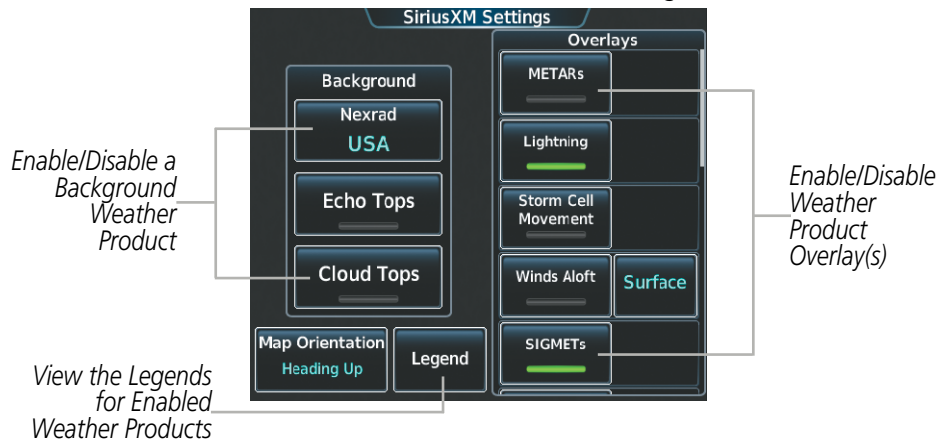 SiriusXM Settings
Background
Nexrad
USA
Echo Tops
Cloud Tops
Map Orientation
Heading Up
Legend
Overlays
METARs
Lightning
Storm Cell
Movement
Winds Aloft
Surface
SIGMETs
Enable/Disable a
Background
Weather
Product
View the Legends
for Enabled
Weather Products
Enable/Disable
Weather
Product
Overlay(s)